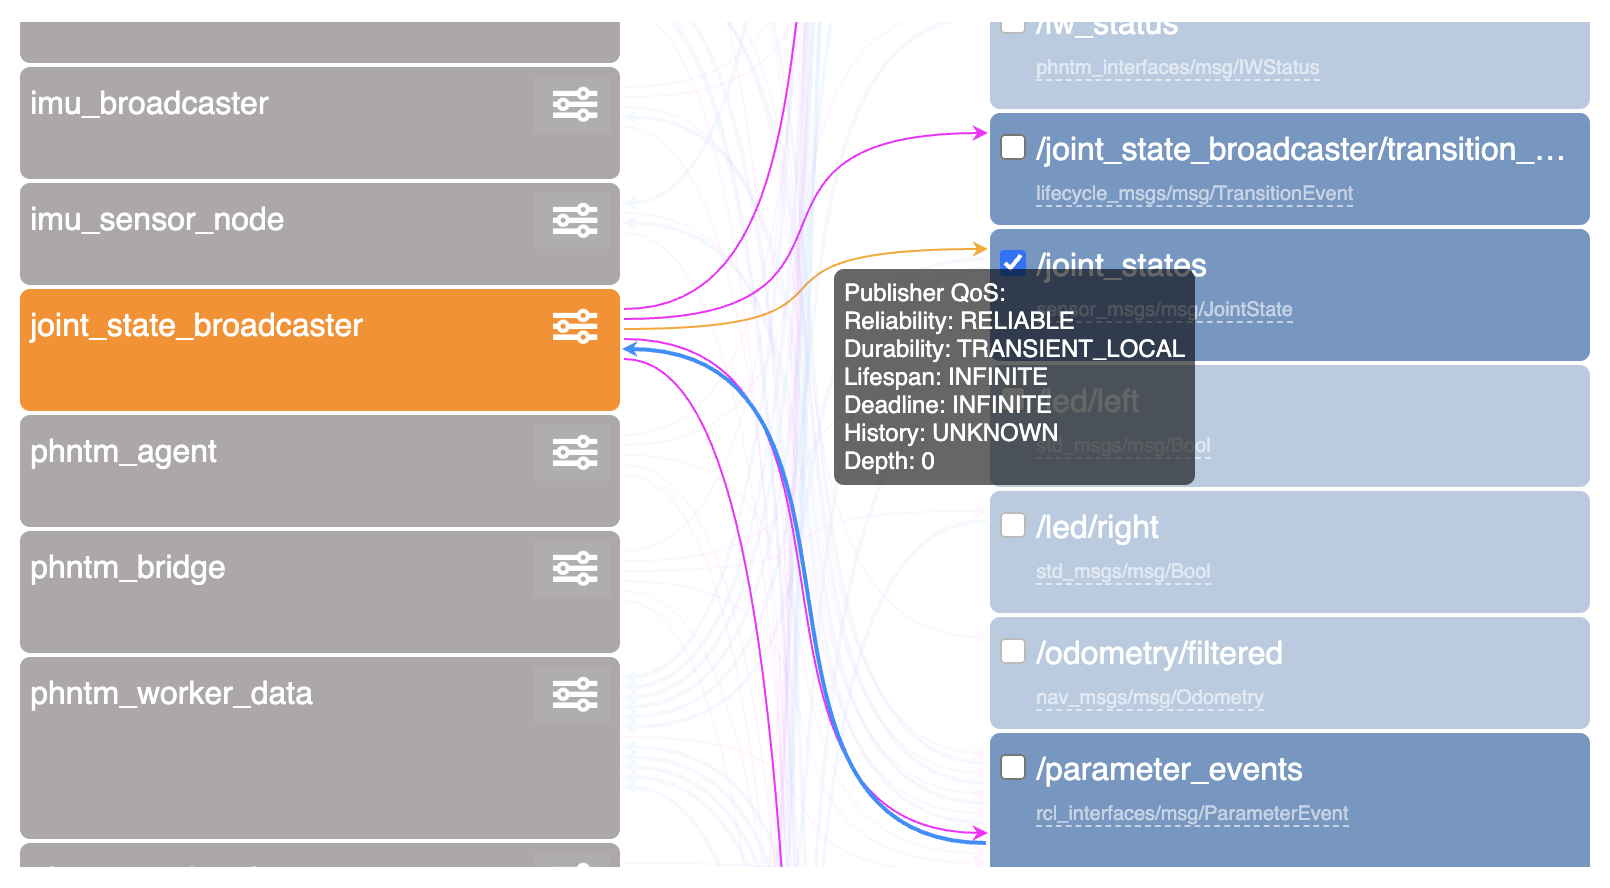 imu_broadcaster
imu_sensor_node
joint_state_broadcaster
phntm_agent
phntm_bridge
phntm_worker_data
/iw_status
phntm_interfaces/msg/IWStatus
/joint_state_broadcaster/transition_...
lifecycle_msgs/msg/TransitionEvent
/joint_states
sensor_msgs/msg/JointState
Publisher QoS:
Reliability: RELIABLE
Durability: TRANSIENT_LOCAL
Lifespan: INFINITE
Deadline: INFINITE
History: UNKNOWN
Depth: 0
/led/left
std_msgs/msg/Bool
/led/right
std_msgs/msg/Bool
/odometry/filtered
nav_msgs/msg/Odometry
/parameter_events
rcl_interfaces/msg/ParameterEvent